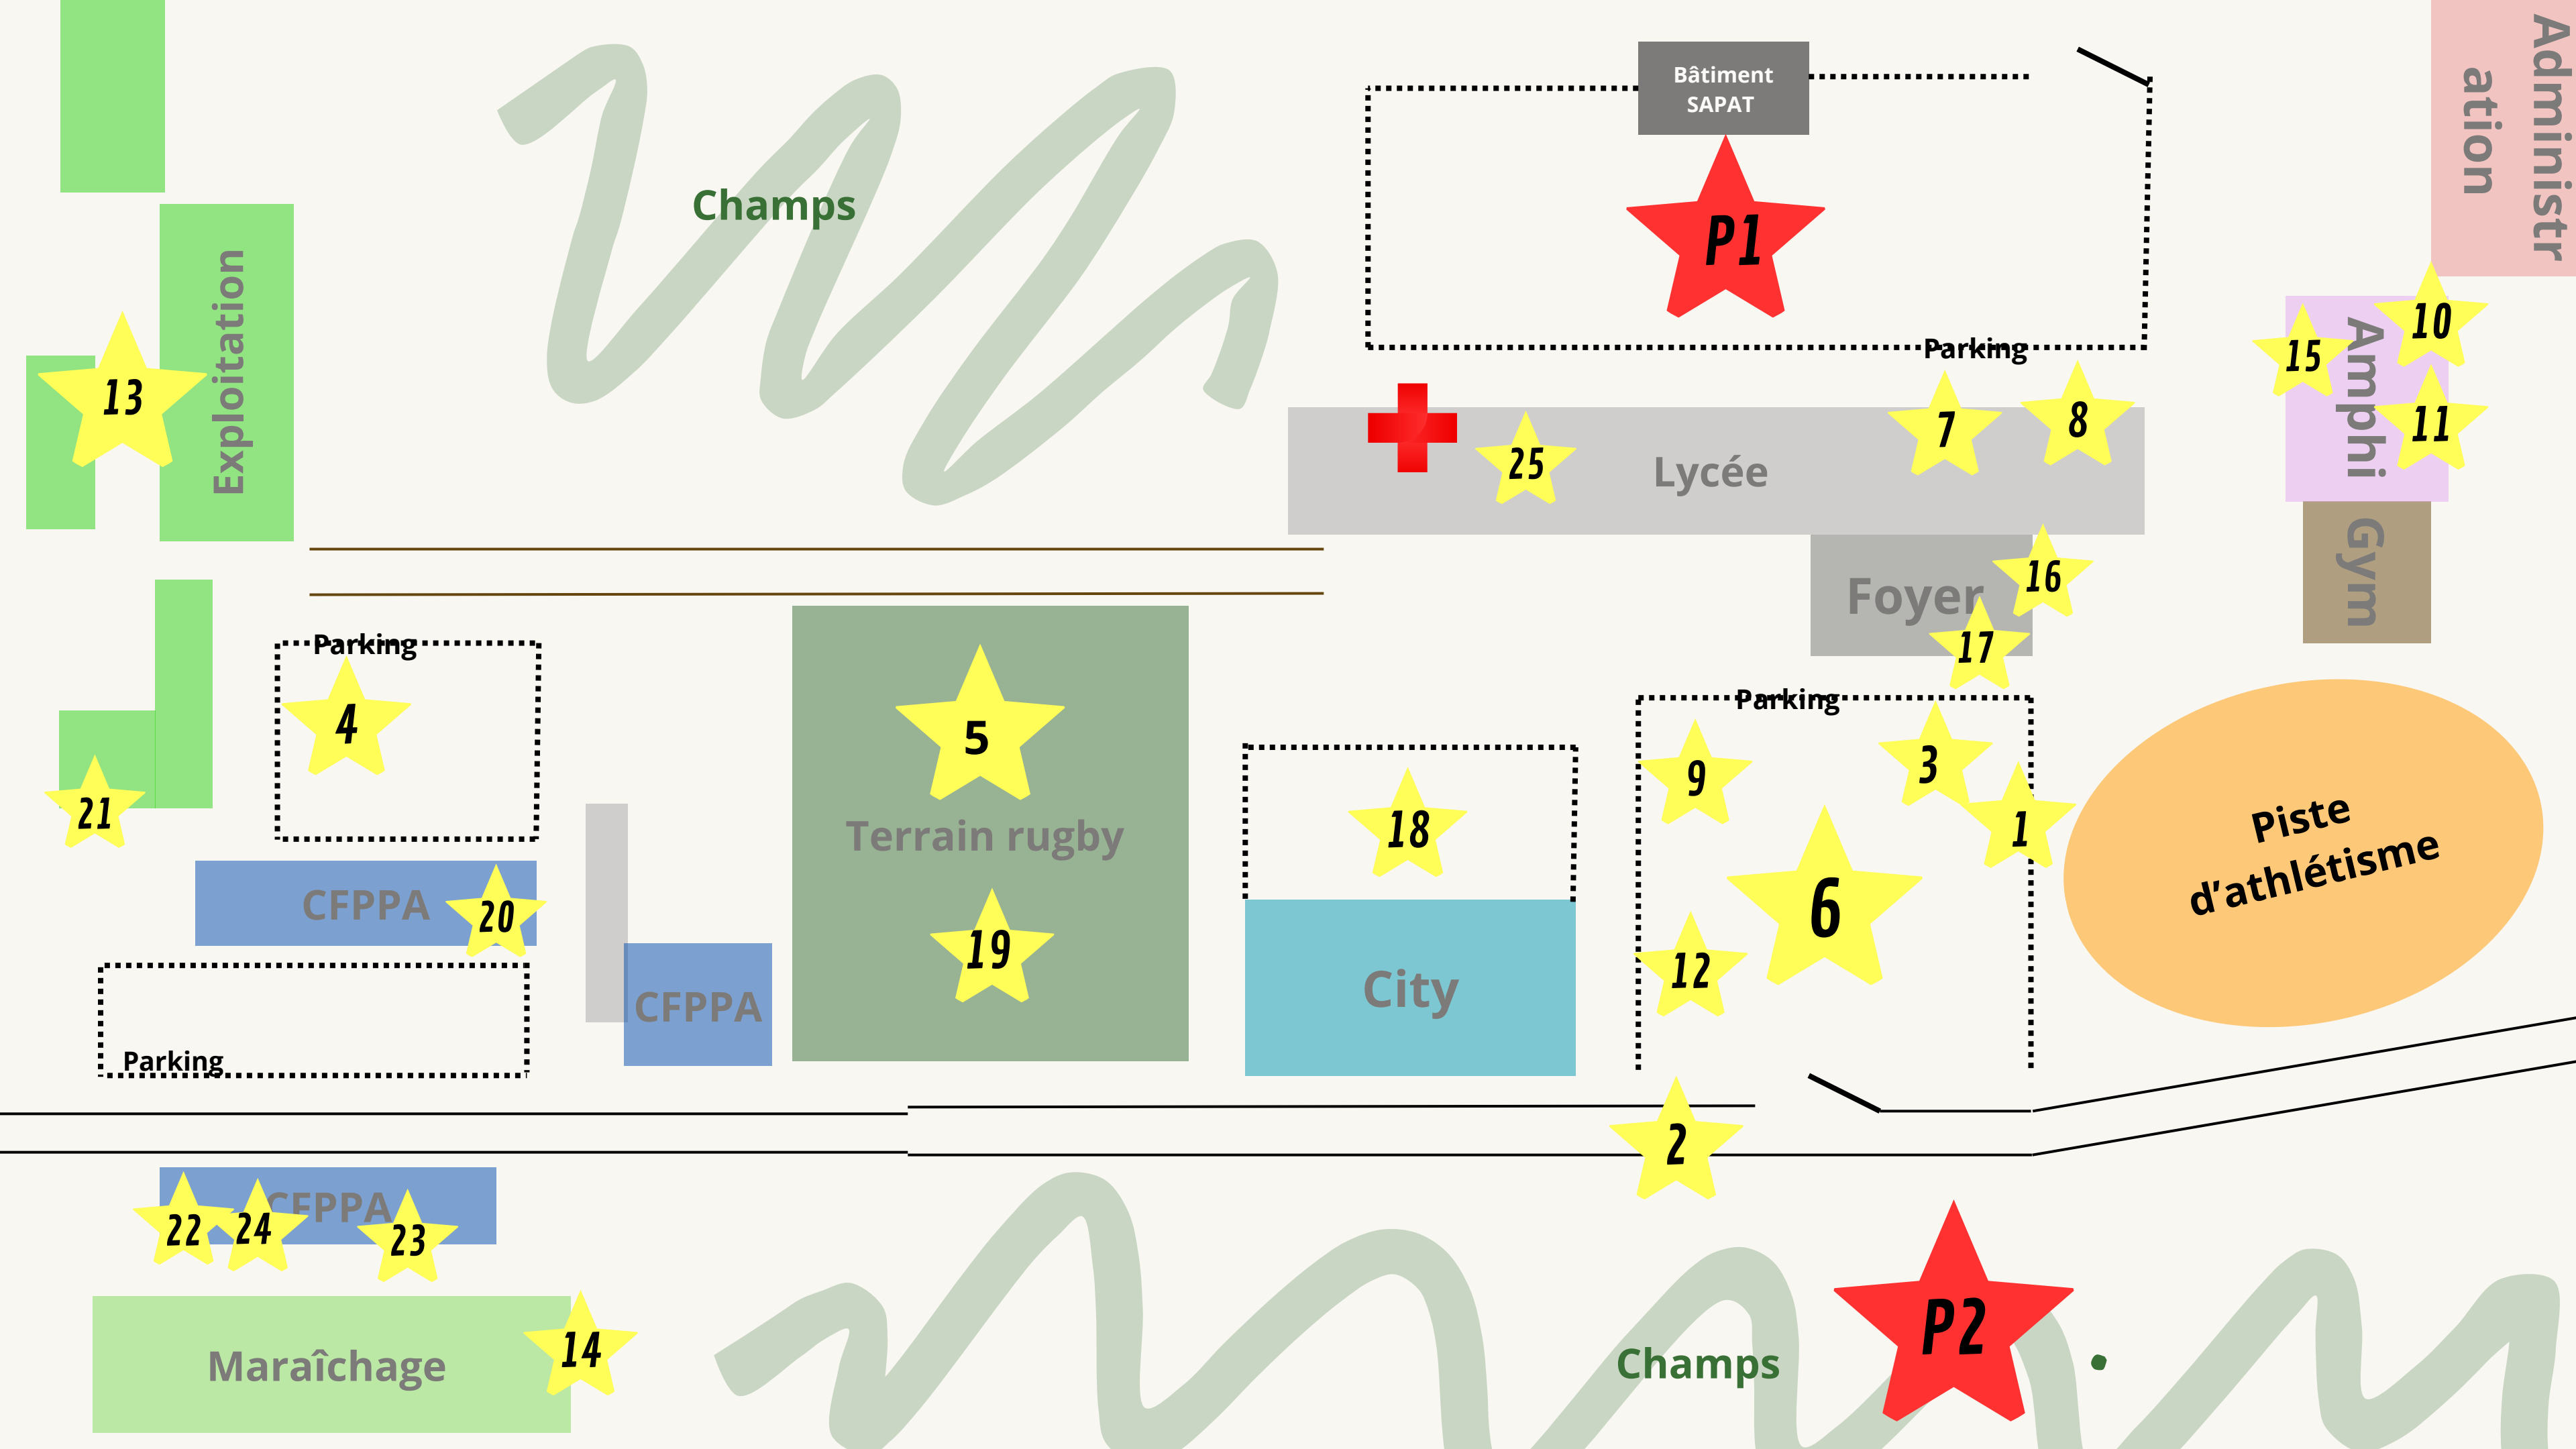 Administr
ation
Bâtiment
SAPAT
P1
Champs
Exploitation
13
Parking
10
15
Amphi
11
7
8
25
Lycée
Gym
16
Foyer
17
Parking
4
21
5
Terrain rugby
19
Parking
9
3
1
6
12
18
City
Piste
d'athlétisme
CFPPA
20
CFPPA
Parking
2
CFPPA
22
24
23
Maraîchage
14
Champs
P2